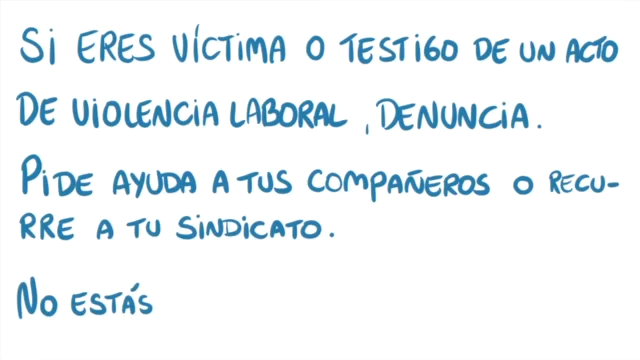 SI ERES VÍCTIMA O TESTIGO DE UN ACTO
DE VIOLENCIA LABORAL, DENUNCIA.
PIDE AYUDA A TUS COMPAÑEROS O RECU-
RRE A TU SINDICATO.
NO ESTÁS